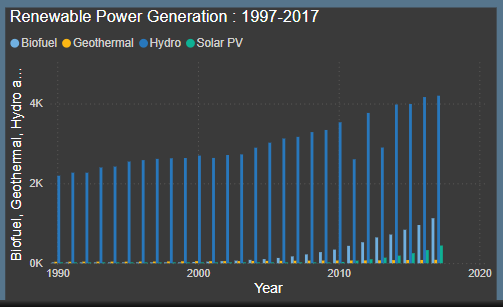 Renewable Power Generation : 1997-2017
Biofuel Geothermal Hydro Solar PV
Biofuel, Geothermal, Hydro a...
4K
2K
0K
1990 2000 2010 2020
Year